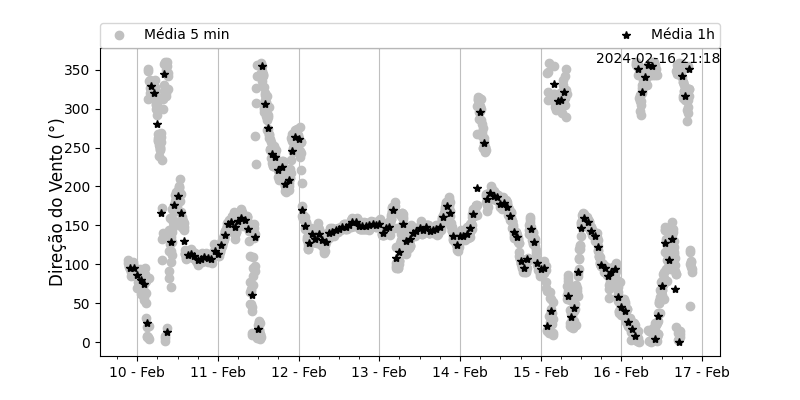 Média 5 min
Média 1h
2024-02-16 21:18
Direção do Vento (°)
350
300
250
200
150
100
50
0
10 - Feb
11 - Feb
12 - Feb
13 - Feb
14 - Feb
15 - Feb
16 - Feb
17 - Feb